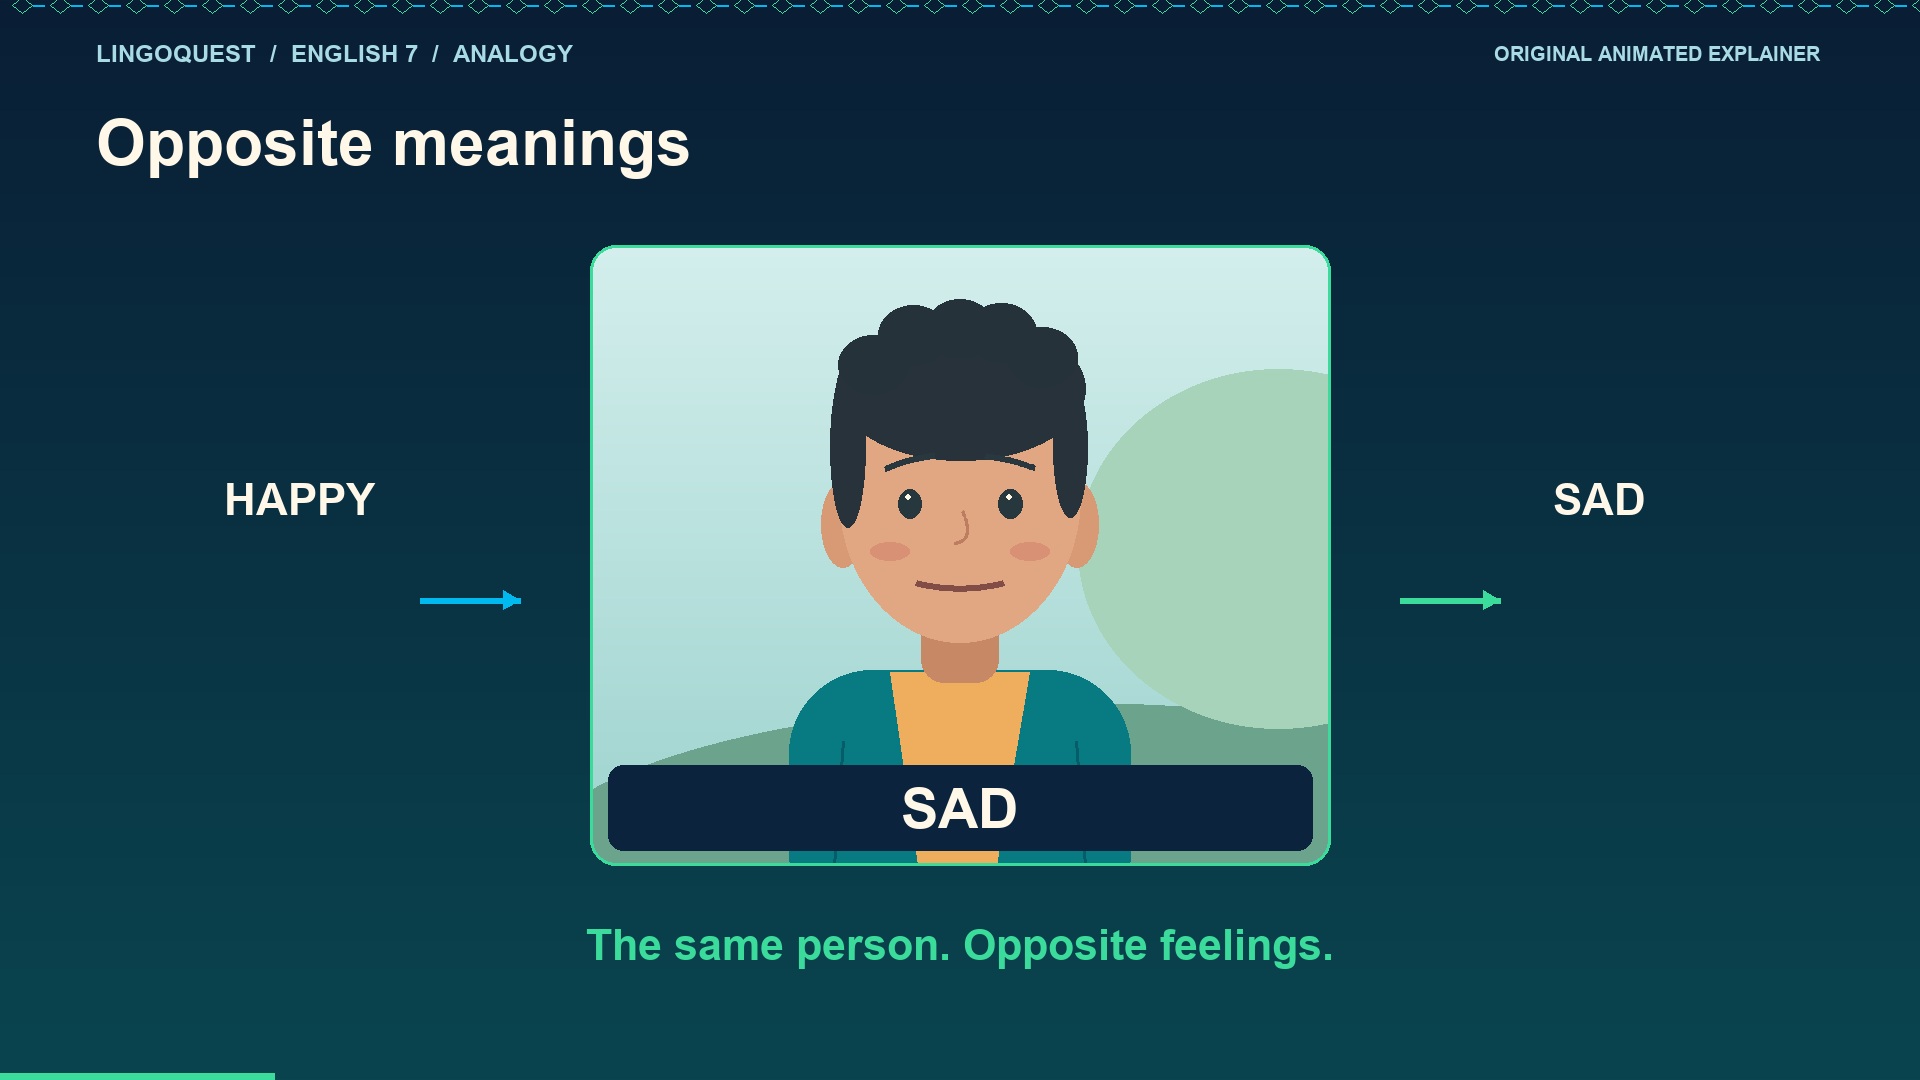 LINGOQUEST / ENGLISH 7 / ANALOGY
ORIGINAL ANIMATED EXPLAINER
Opposite meanings
HAPPY
SAD
SAD
The same person. Opposite feelings.